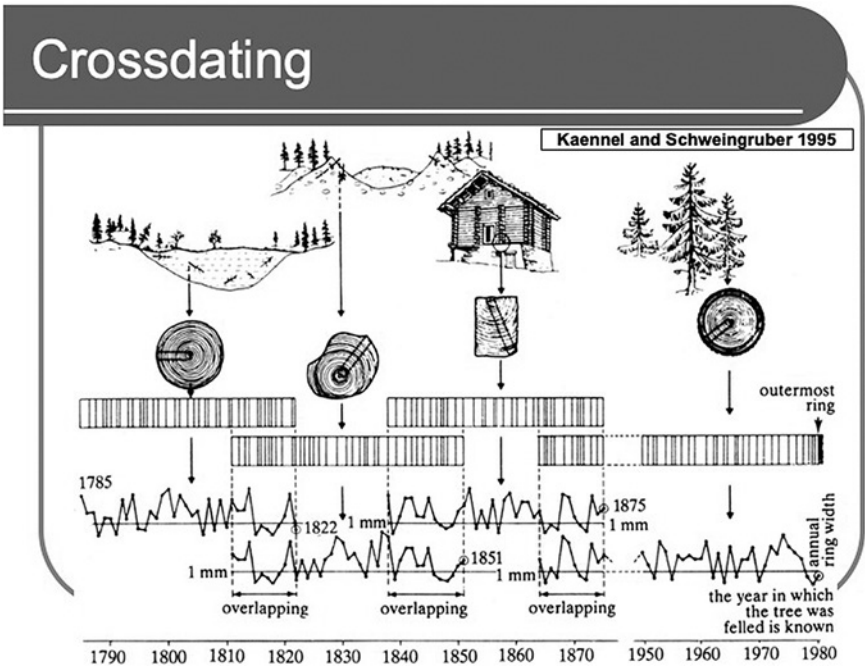 Crossdating
Kaennel and Schweingruber 1995
outermost
ring
1785
1822
1 mm
1875
1 mm
annual
ring width
1 mm
1851
1 mm
overlapping
overlapping
overlapping
the year in which
the tree was
felled is known
1790 1800 1810 1820 1830 1840 1850 1860 1870 1950 1960 1970 1980